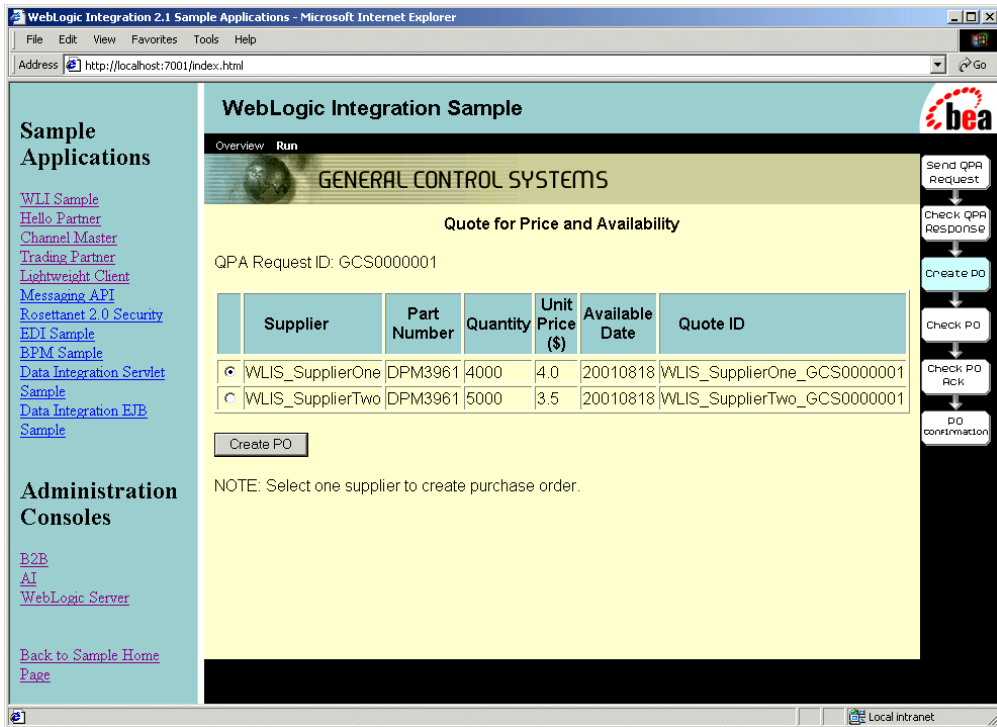 WebLogic Integration 2.1 Sample Applications - Microsoft Internet Explorer
File Edit View Favorites Tools Help
Address http://localhost:7001/index.html Go
Sample
Applications
WLI Sample
Hello Partner
Channel Master
Trading Partner
Lightweight Client
Messaging API
Rosettanet 2.0 Security
EDI Sample
BPM Sample
Data Integration Servlet
Sample
Data Integration EJB
Sample
Administration
Consoles
B2B
AI
WebLogic Server
Back to Sample Home
Page
WebLogic Integration Sample
bea
Overview Run
GENERAL CONTROL SYSTEMS
Quote for Price and Availability
QPA Request ID: GCS0000001
Supplier Part Number Quantity Unit Price ($) Available Date Quote ID
WLIS_SupplierOne DPM3961 4000 4.0 20010818 WLIS_SupplierOne_GCS0000001
WLIS_SupplierTwo DPM3961 5000 3.5 20010818 WLIS_SupplierTwo_GCS0000001
Create PO
NOTE: Select one supplier to create purchase order.
Send QPA
Request
Check QPA
Response
Create PO
Check PO
Check PO
Ack
PO
Confirmation
Local intranet